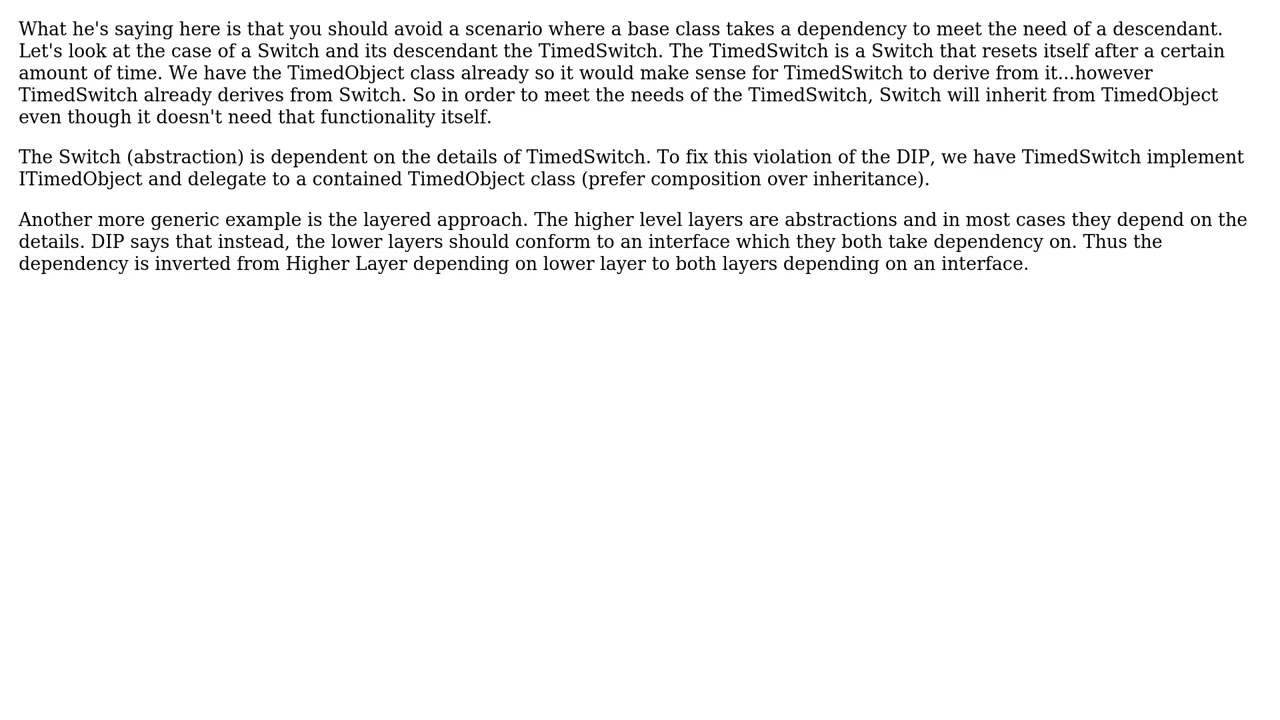 What he's saying here is that you should avoid a scenario where a base class takes a dependency to meet the need of a descendant.
Let's look at the case of a Switch and its descendant the TimedSwitch. The TimedSwitch is a Switch that resets itself after a certain
amount of time. We have the TimedObject class already so it would make sense for TimedSwitch to derive from it...however
TimedSwitch already derives from Switch. So in order to meet the needs of the TimedSwitch, Switch will inherit from TimedObject
even though it doesn't need that functionality itself.
The Switch (abstraction) is dependent on the details of TimedSwitch. To fix this violation of the DIP, we have TimedSwitch implement
ITimedObject and delegate to a contained TimedObject class (prefer composition over inheritance).
Another more generic example is the layered approach. The higher level layers are abstractions and in most cases they depend on the
details. DIP says that instead, the lower layers should conform to an interface which they both take dependency on. Thus the
dependency is inverted from Higher Layer depending on lower layer to both layers depending on an interface.